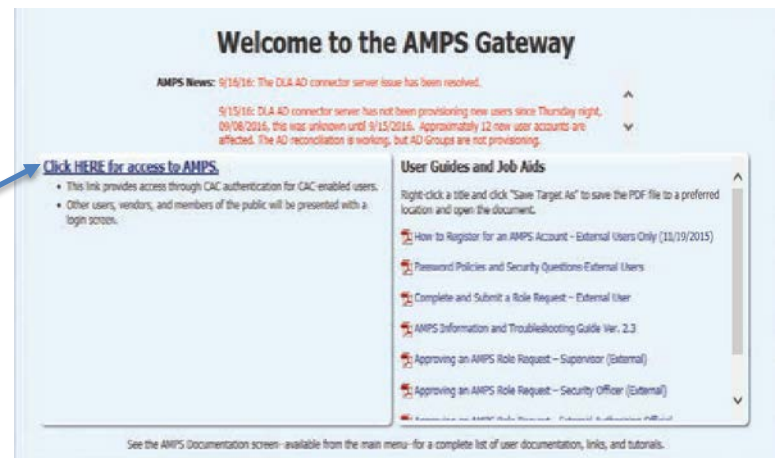 Welcome to the AMPS Gateway
AMPS News: 9/16/16: The DLA AD connector server issue has been resolved.
9/15/16: DLA AD connector server has not been provisioning new users since Thursday night,
09/08/2016, this was unknown until 9/15/2016. Approximately 12 new user accounts are
affected. The AD reconciliation is working, but AD Groups are not provisioning.
Click HERE for access to AMPS.
• This link provides access through CAC authentication for CAC-enabled users.
• Other users, vendors, and members of the public will be presented with a
login screen.
User Guides and Job Aids
Right-click a title and click "Save Target As" to save the PDF file to a preferred
location and open the document.
How to Register for an AMPS Account - External Users Only (11/19/2015)
Password Policies and Security Questions-External Users
Complete and Submit a Role Request – External User
AMPS Information and Troubleshooting Guide Ver. 2.3
Approving an AMPS Role Request – Supervisor (External)
Approving an AMPS Role Request – Security Officer (External)
See the AMPS Documentation screen--available from the main menu--for a complete list of user documentation, links, and tutorials.